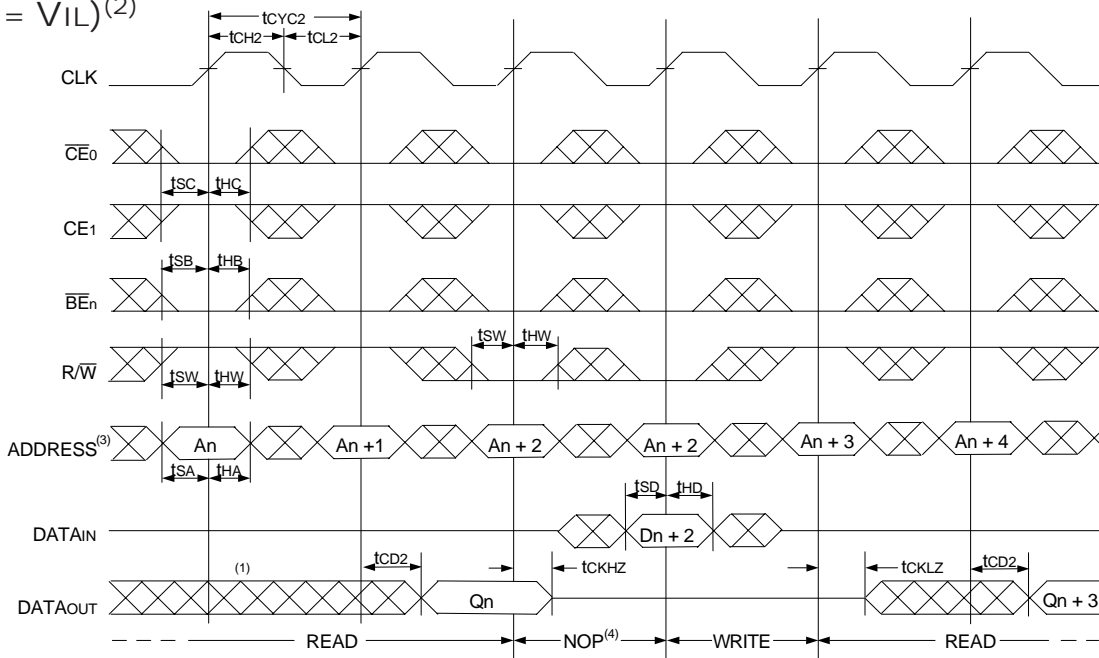 = VIL)(2)
tCYC2
tCH2 tCL2
CLK
CE0
tSC tHC
CE1
tSB tHB
BEn
tSW tHW
R/W
tSW tHW
ADDRESS(3) An An +1 An + 2 An + 2 An + 3 An + 4
tSA tHA
tSD tHD
DATAIN Dn + 2
(1) tCD2 tCKHZ tCKLZ tCD2
DATAOUT Qn Qn + 3
READ NOP(4) WRITE READ